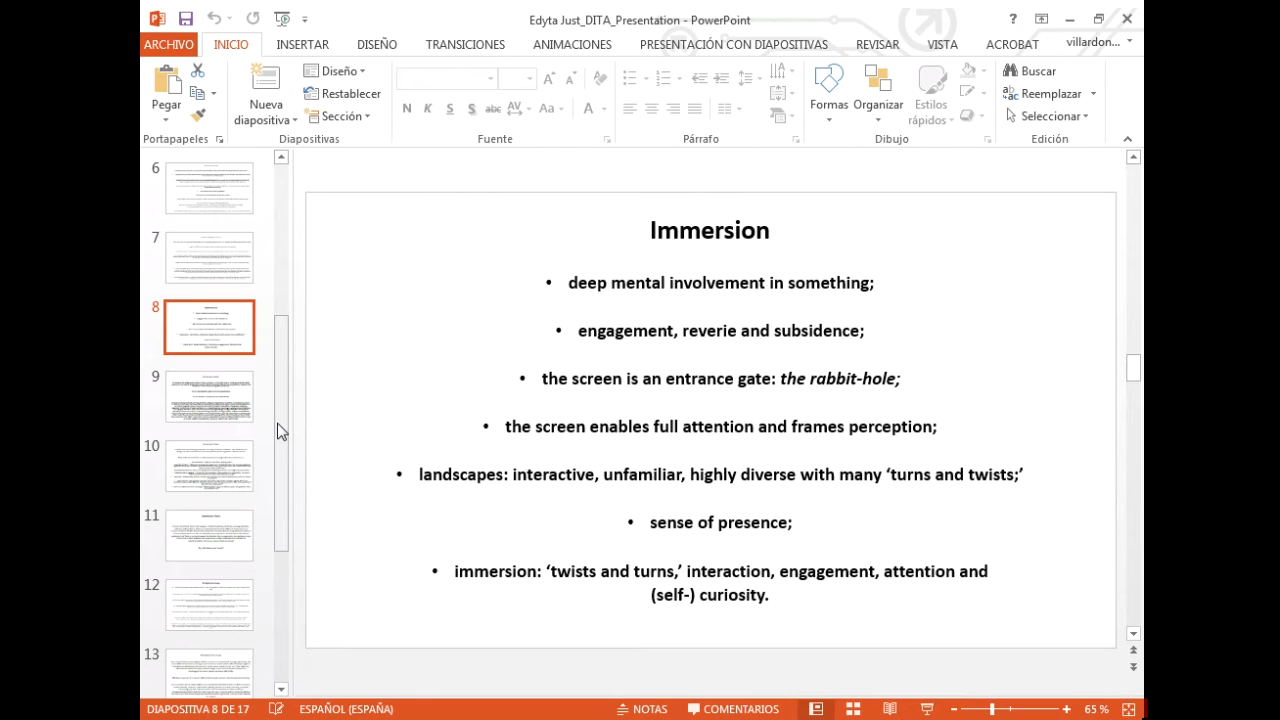 Edyta Just_DITA_Presentation - PowerPoint
ARCHIVO INICIO INSERTAR DISEÑO TRANSICIONES ANIMACIONES PRESENTACIÓN CON DIAPOSITIVAS REVISAR VISTA ACROBAT villardon...
Pegar
Nueva diapositiva
Diseño
Restablecer
Sección
N K S S abc AV Aa A
Formas
Organizar
Estilos rápidos
Buscar
Reemplazar
Seleccionar
Portapapeles Diapositivas Fuente Párrafo Dibujo Edición
6
7
8
9
10
11
12
13
Immersion
• deep mental involvement in something;
• engagement, reverie and subsidence;
• the screen is an entrance gate: the rabbit-hole;
• the screen enables full attention and frames perception;
landscapes: interactive, immersive, highly diverse with many turns and twists;’
sense of presence;
• immersion: ‘twists and turns,’ interaction, engagement, attention and
(self-) curiosity.
DIAPOSITIVA 8 DE 17 ESPAÑOL (ESPAÑA) NOTAS COMENTARIOS 65 %